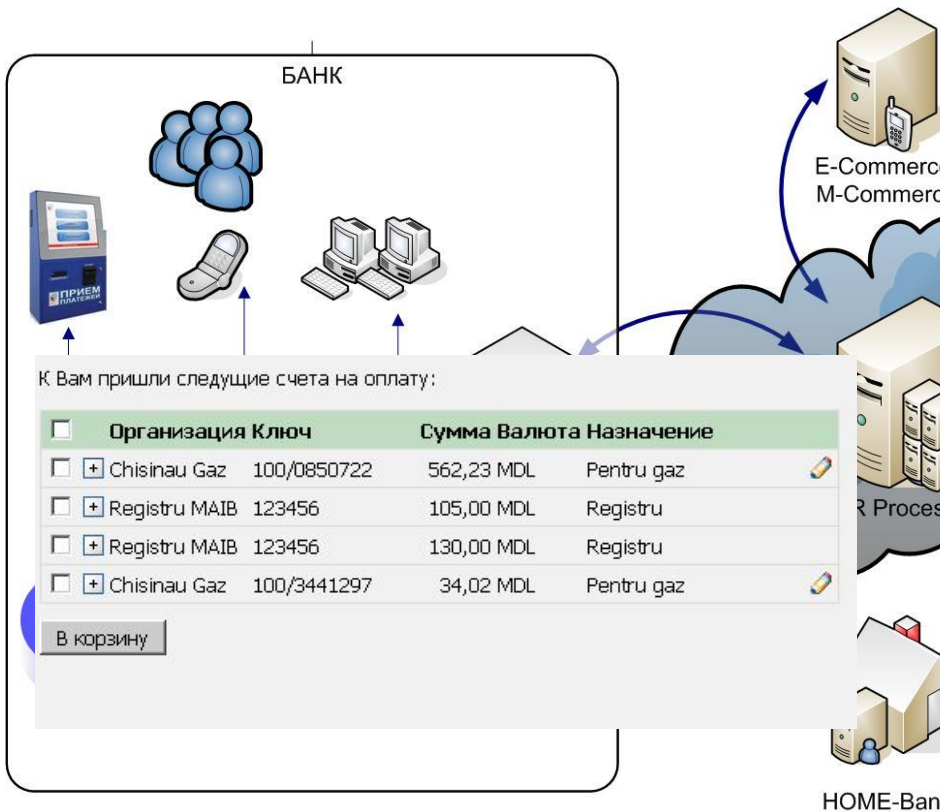 БАНК
ПРИЕМ
ПЛАТЕЖЕЙ
E-Commerc
M-Commerc
К Вам пришли следущие счета на оплату:
Организация Ключ Сумма Валюта Назначение
Chisinau Gaz 100/0850722 562,23 MDL Pentru gaz
Registru MAIB 123456 105,00 MDL Registru
Registru MAIB 123456 130,00 MDL Registru
Chisinau Gaz 100/3441297 34,02 MDL Pentru gaz
R Proces
В корзину
HOME-Ban